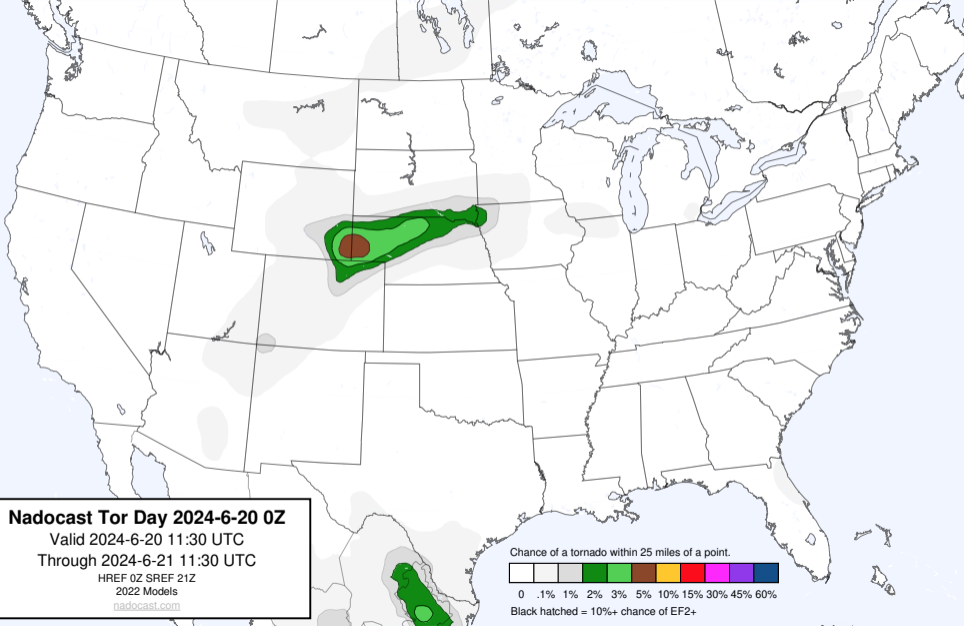 Nadocast Tor Day 2024-6-20 0Z
Valid 2024-6-20 11:30 UTC
Through 2024-6-21 11:30 UTC
HREF 0Z SREF 21Z
2022 Models
nadocast.com
Chance of a tornado within 25 miles of a point.
0 .1% 1% 2% 3% 5% 10% 15% 30% 45% 60%
Black hatched = 10%+ chance of EF2+